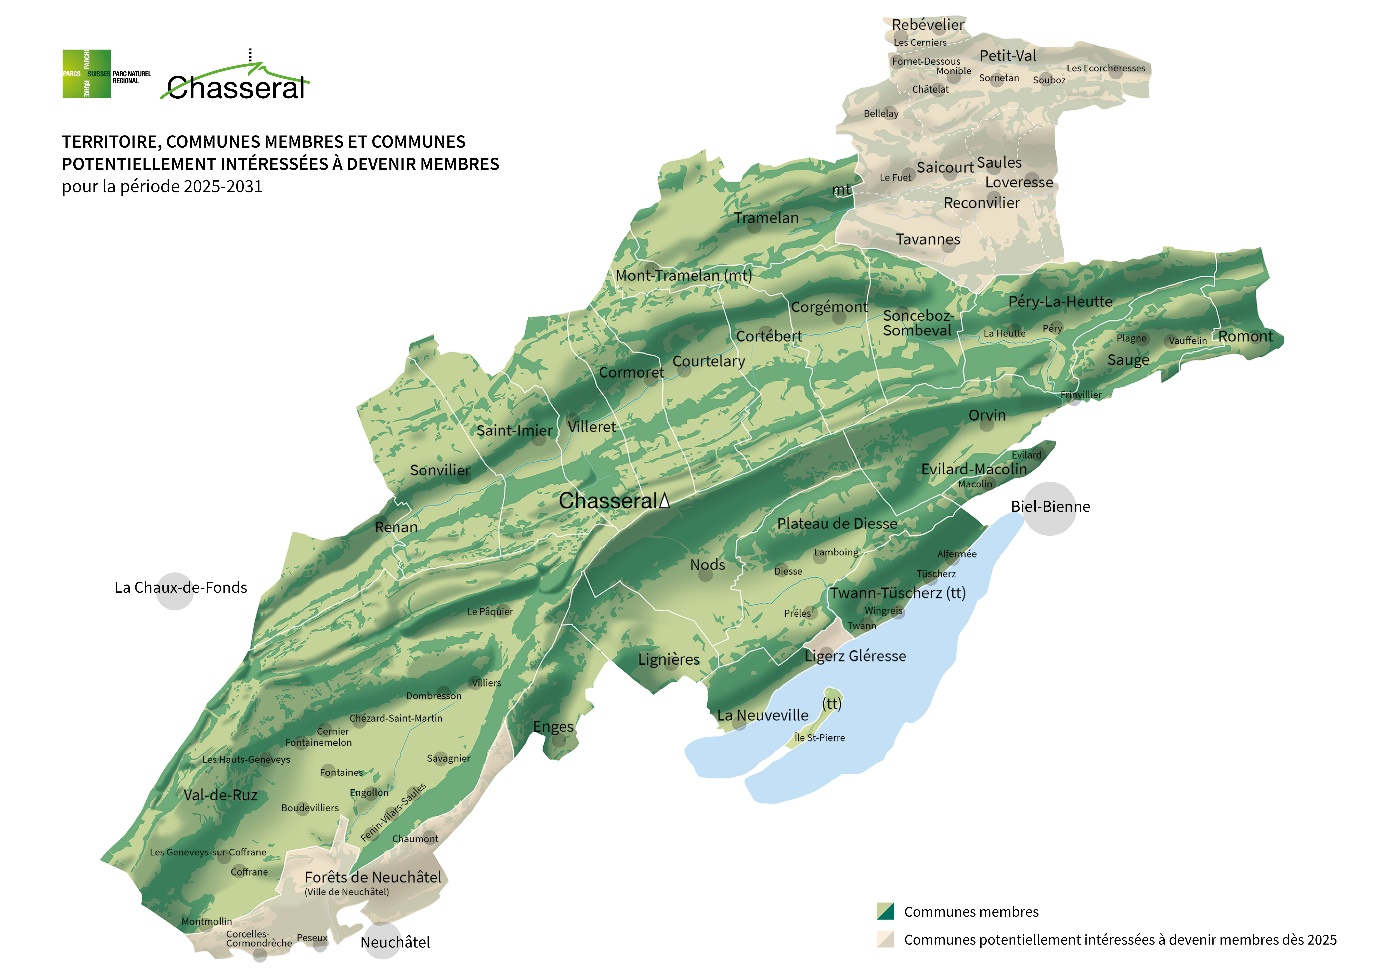 PARCS SUISSES
FRANCHE PAYSAGE
PARC NATUREL
REGIONAL
Chasseral
TERRITOIRE, COMMUNES MEMBRES ET COMMUNES
POTENTIELLEMENT INTÉRESSÉES À DEVENIR MEMBRES
pour la période 2025-2031
Rebévelier
Les Cerniers
Petit-Val
Fornet-Dessous
Monible
Les Ecorcheresses
Sornetan
Souboz
Châtelat
Bellelay
Saicourt
Saules
Le Fuet
Loveresse
mt
Reconvilier
Tramelan
Tavannes
Mont-Tramelan (mt)
Corgémont
Péry-La-Heutte
Sonceboz-
Sombeval
La Heutte
Péry
Cortébert
Plagne
Vauffelin
Romont
Sauge
Courtelary
Cormoret
Frinvillier
Orvin
Saint-Imier
Villeret
Evilard
Evilard-Macolin
Macolin
Sonvilier
Chasseral
Biel-Bienne
Renan
Plateau de Diesse
Lamboing
Alfermée
Nods
Diesse
Tüscherz
La Chaux-de-Fonds
Twann-Tüscherz (tt)
Le Pâquier
Prêles
Wingreis
Twann
Lignières
Ligerz Gléresse
Villiers
Dombresson
(tt)
La Neuveville
Chézard-Saint-Martin
Enges
Cernier
Fontainemelon
Île St-Pierre
Les Hauts-Geneveys
Savagnier
Fontaines
Val-de-Ruz
Engollon
Boudevilliers
Fenin-Vilars-Saules
Chaumont
Les Geneveys-sur-Coffrane
Coffrane
Forêts de Neuchâtel
(Ville de Neuchâtel)
Montmollin
Corcelles-
Cormondrèche
Peseux
Neuchâtel
Communes membres
Communes potentiellement intéressées à devenir membres dès 2025